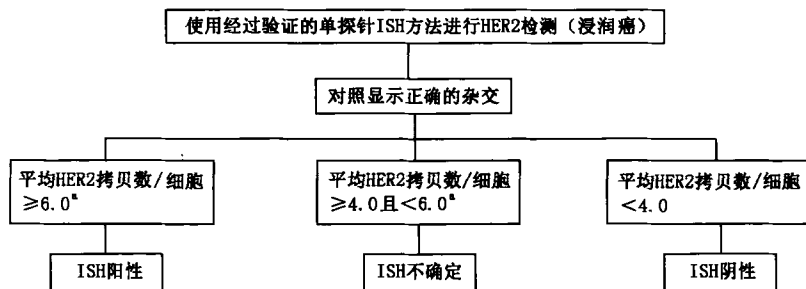 使用经过验证的单探针ISH方法进行HER2检测（浸润癌）
对照显示正确的杂交
平均HER2拷贝数/细胞
≥6.0ª
平均HER2拷贝数/细胞
≥4.0且<6.0ª
平均HER2拷贝数/细胞
<4.0
ISH阳性
ISH不确定
ISH阴性